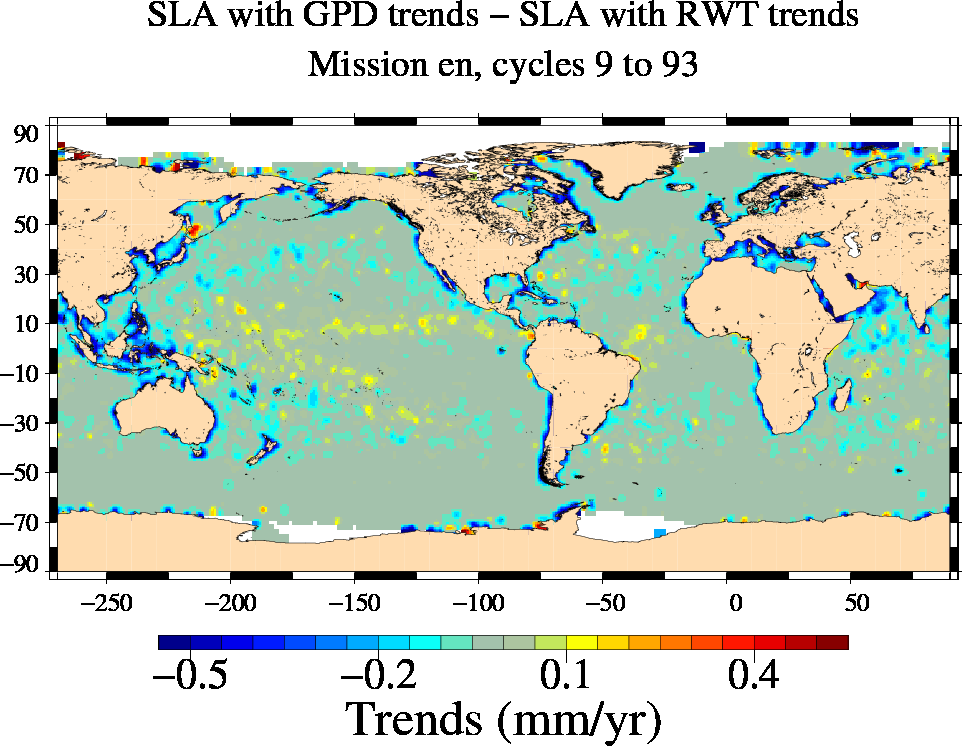 SLA with GPD trends – SLA with RWT trends
Mission en, cycles 9 to 93
90
70
50
30
10
−10
−30
−50
−70
−90
−250 −200 −150 −100 −50 0 50
−0.5 −0.2 0.1 0.4
Trends (mm/yr)